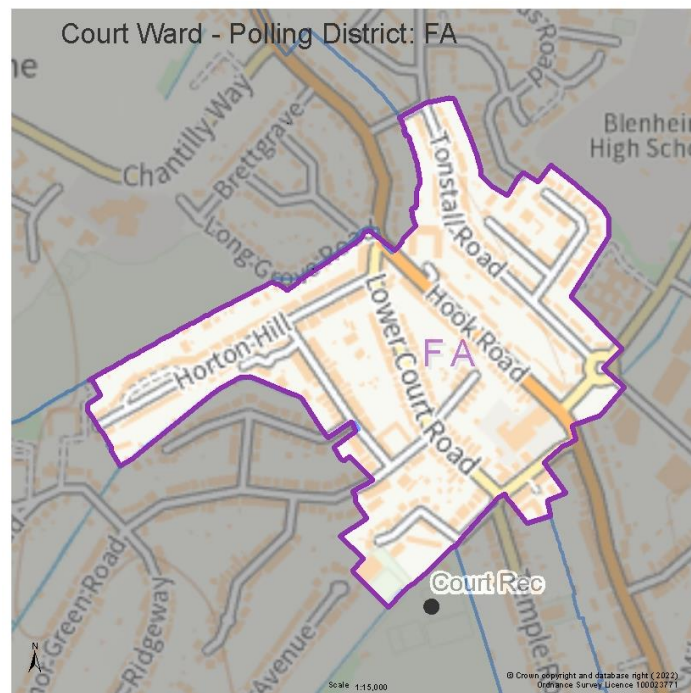 Court Ward - Polling District: FA
Chantilly Way
Brettgrave
Blenheim
High Scho
Tonstall Road
Long Grove Road
Hook Road
Horton Hill
Lower Court Road
FA
Court Rec
Manor Green Road
Ridgeway
Avenue
Temple R
N
Scale 1:15,000
© Crown copyright and database right (2022)
Ordnance Survey Licence 100023771